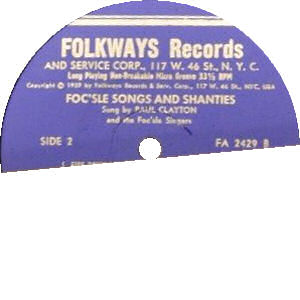 FOLKWAYS Records
AND SERVICE CORP., 117 W. 46 St., N. Y. C.
Long Playing Non-Breakable Micro Groove 33⅓ RPM
Copyright © 1959 by Folkways Records & Serv. Corp., 117 W. 46 St., NYC, USA
FOC'SLE SONGS AND SHANTIES
Sung by PAUL CLAYTON
and the Foc'sle Singers
SIDE 2 FA 2429 B